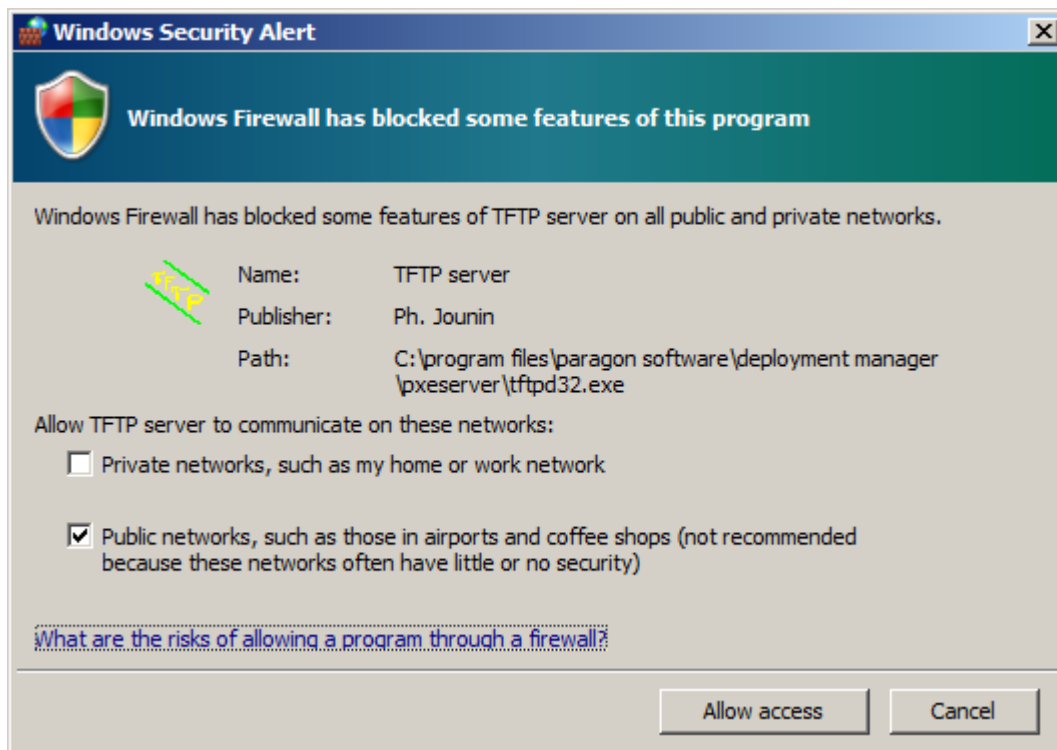 Windows Security Alert
Windows Firewall has blocked some features of this program
Windows Firewall has blocked some features of TFTP server on all public and private networks.
TFTP
Name: TFTP server
Publisher: Ph. Jounin
Path: C:\program files\paragon software\deployment manager
\pxeserver\tftpd32.exe
Allow TFTP server to communicate on these networks:
Private networks, such as my home or work network
Public networks, such as those in airports and coffee shops (not recommended
because these networks often have little or no security)
What are the risks of allowing a program through a firewall?
Allow access Cancel